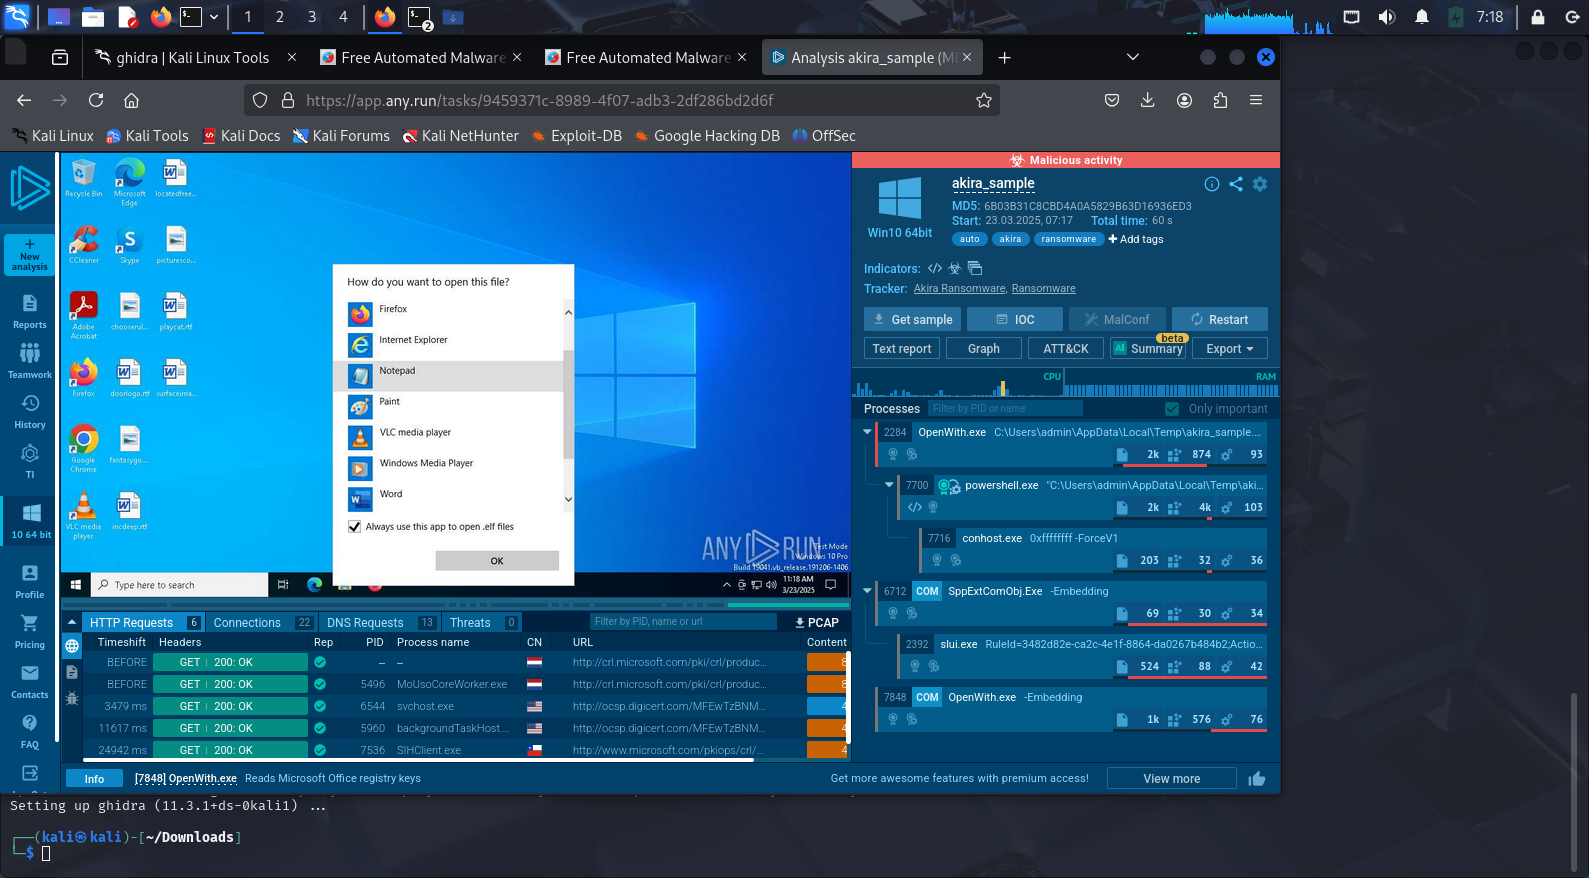 1
2
3
4
2
7:18
ghidra | Kali Linux Tools
Free Automated Malware
Free Automated Malware
Analysis akira_sample (MD
https://app.any.run/tasks/9459371c-8989-4f07-adb3-2df286bd2d6f
Kali Linux
Kali Tools
Kali Docs
Kali Forums
Kali NetHunter
Exploit-DB
Google Hacking DB
OffSec
New analysis
Reports
Teamwork
History
TI
10 64 bit
Profile
Pricing
Contacts
FAQ
Recycle Bin
Microsoft Edge
locatedfree...
CCleaner
Skype
picturesco...
Adobe Acrobat
chooserul...
playcat.rtf
Firefox
doorlogo.rtf
surfaceima...
Google Chrome
fantasygo...
VLC media player
incdeep.rtf
How do you want to open this file?
Firefox
Internet Explorer
Notepad
Paint
VLC media player
Windows Media Player
Word
Always use this app to open .elf files
OK
ANY RUN
Test Mode
Windows 10 Pro
Build 19041.vb_release.191206-1406
Type here to search
11:18 AM
3/23/2025
Malicious activity
Win10 64bit
akira_sample
MD5: 6B03B31C8CBD4A0A5829B63D16936ED3
Start: 23.03.2025, 07:17 Total time: 60 s
auto akira ransomware + Add tags
Indicators:
Tracker: Akira Ransomware, Ransomware
Get sample IOC MalConf Restart
Text report Graph ATT&CK AI Summary beta Export
CPU RAM
Processes Filter by PID or name Only important
2284 OpenWith.exe C:\Users\admin\AppData\Local\Temp\akira_sample....
2k 874 93
7700 powershell.exe "C:\Users\admin\AppData\Local\Temp\aki...
2k 4k 103
7716 conhost.exe 0xffffffff -ForceV1
203 32 36
6712 COM SppExtComObj.Exe -Embedding
69 30 34
2392 slui.exe RuleId=3482d82e-ca2c-4e1f-8864-da0267b484b2;Actio...
524 88 42
7848 COM OpenWith.exe -Embedding
1k 576 76
HTTP Requests 6 Connections 22 DNS Requests 13 Threats 0 Filter by PID, name or url PCAP
Timeshift Headers Rep PID Process name CN URL Content
BEFORE GET 200: OK – – http://crl.microsoft.com/pki/crl/produc... 8
BEFORE GET 200: OK 5496 MoUsoCoreWorker.exe http://crl.microsoft.com/pki/crl/produc... 8
3479 ms GET 200: OK 6544 svchost.exe http://ocsp.digicert.com/MFEwTzBNM... 4
11617 ms GET 200: OK 5960 backgroundTaskHost.... http://ocsp.digicert.com/MFEwTzBNM... 4
24942 ms GET 200: OK 7536 SIHClient.exe http://www.microsoft.com/pkiops/crl/... 4
Info [7848] OpenWith.exe Reads Microsoft Office registry keys
Get more awesome features with premium access! View more
Setting up ghidra (11.3.1+ds-0kali1) ...
(kali㉿kali)-[~/Downloads]
$